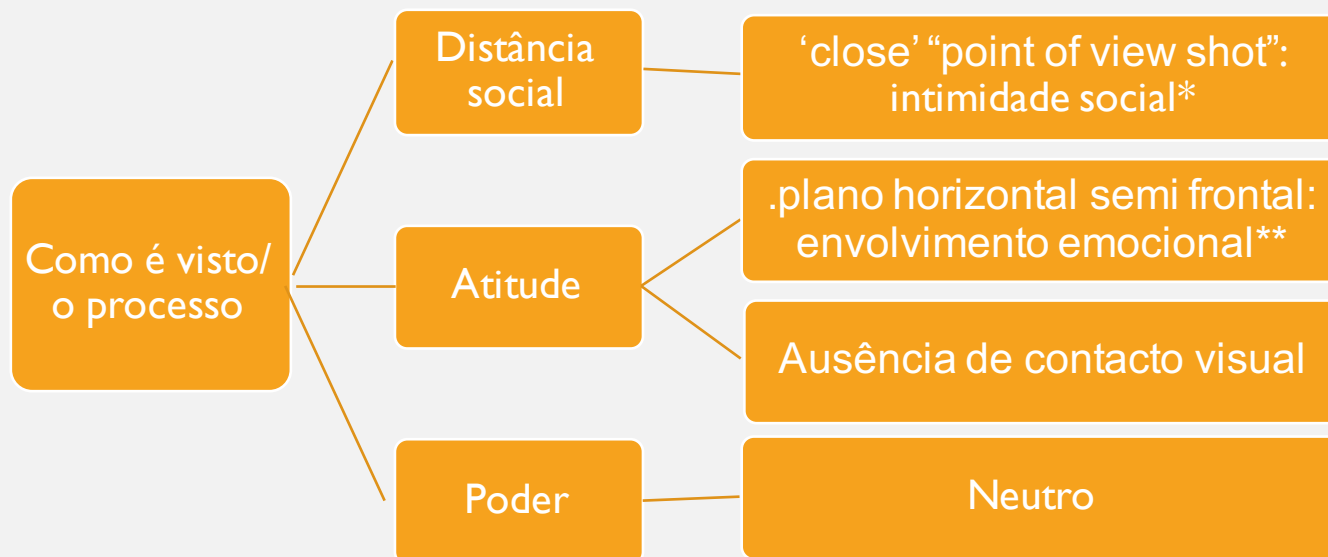 Como é visto/
o processo
Distância
social
‘close’ “point of view shot”:
intimidade social*
Atitude
.plano horizontal semi frontal:
envolvimento emocional**
Ausência de contacto visual
Poder
Neutro